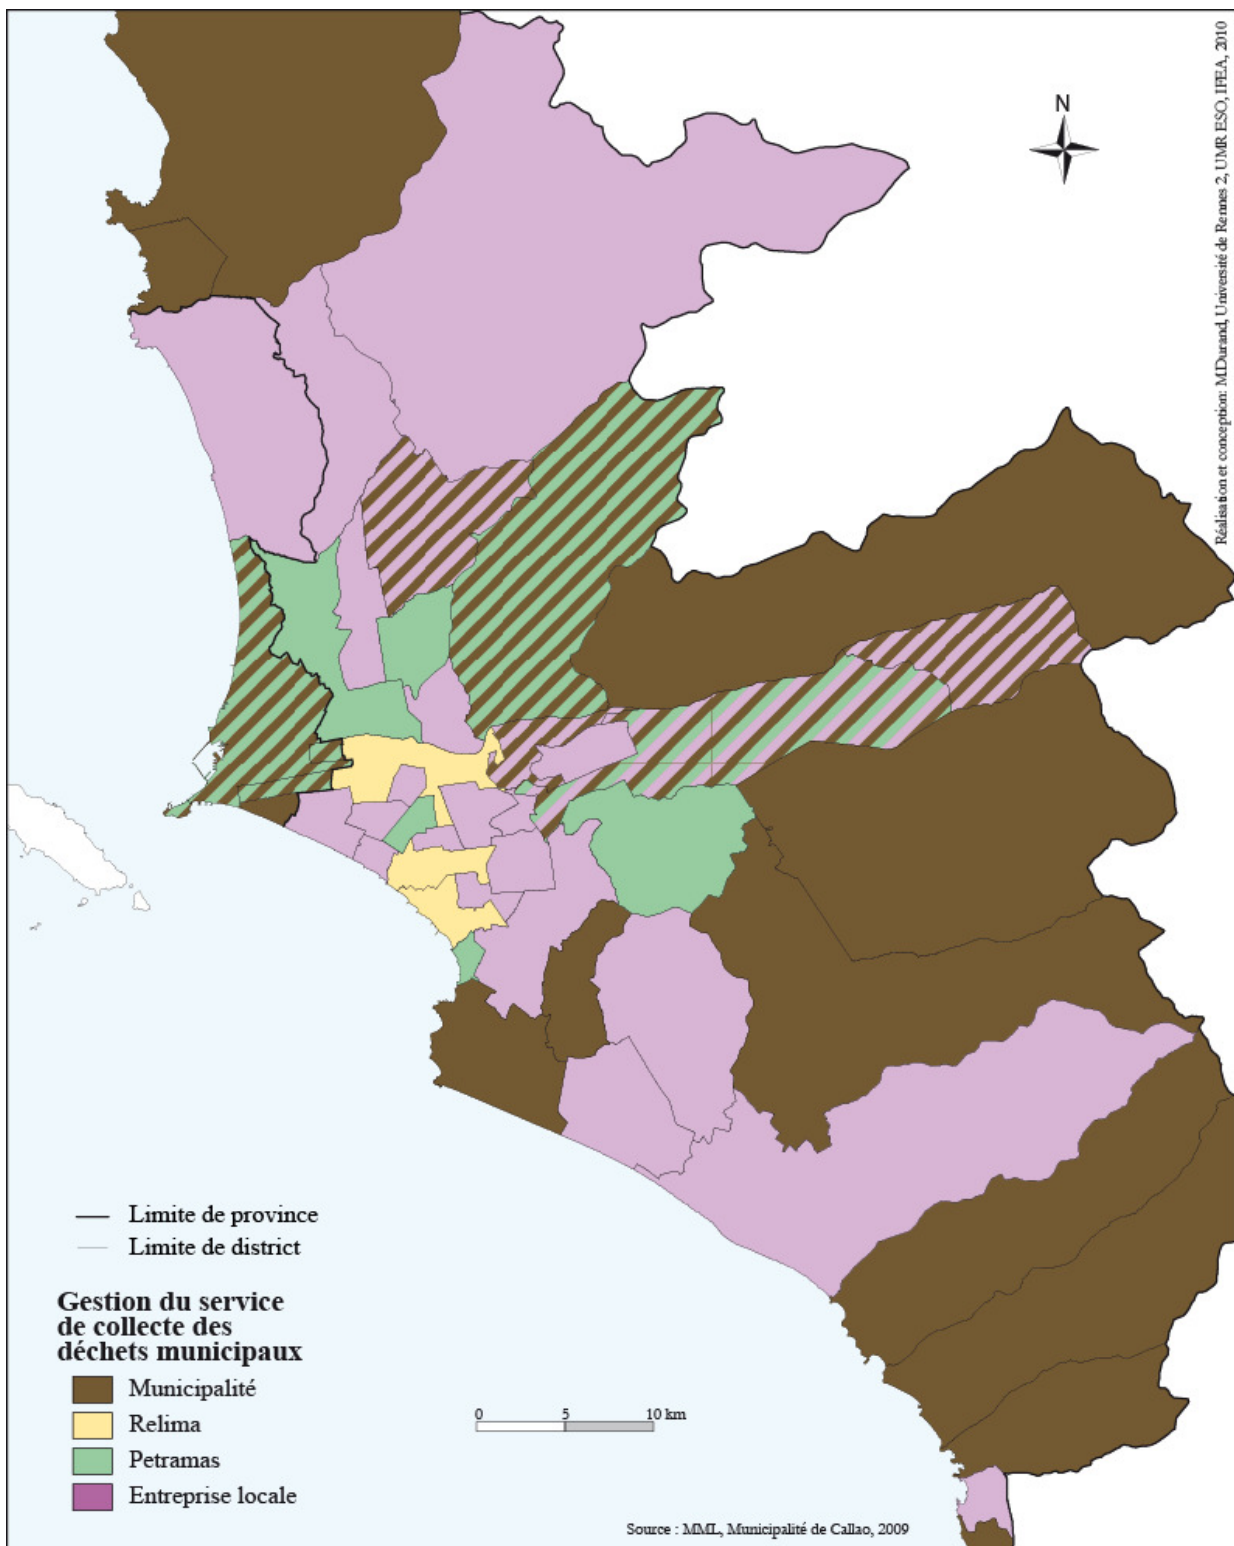 N
Réalisation et conception: M.Durand, Université de Rennes 2, UMR ESO, IFEA, 2010
Limite de province
Limite de district
Gestion du service
de collecte des
déchets municipaux
Municipalité
Relima
Petramas
Entreprise locale
0 5 10 km
Source : MML, Municipalité de Callao, 2009